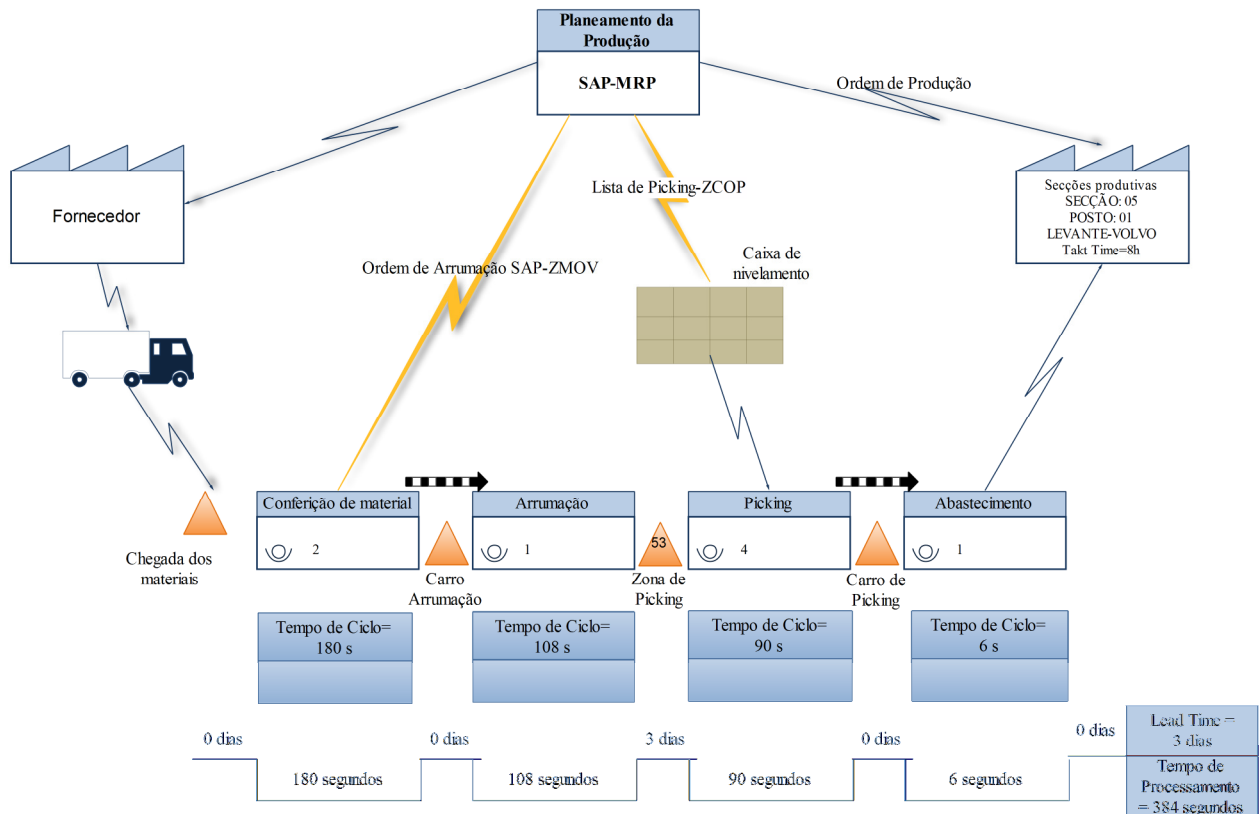 Planeamento da
Produção
SAP-MRP
Ordem de Produção
Fornecedor
Lista de Picking-ZCOP
Secções produtivas
SECÇÃO: 05
POSTO: 01
LEVANTE-VOLVO
Takt Time=8h
Ordem de Arrumação SAP-ZMOV
Caixa de
nivelamento
Chegada dos
materiais
Conferição de material
2
Carro
Arrumação
Arrumação
1
53
Zona de
Picking
Picking
4
Carro de
Picking
Abastecimento
1
Tempo de Ciclo=
180 s
Tempo de Ciclo=
108 s
Tempo de Ciclo=
90 s
Tempo de Ciclo=
6 s
0 dias
180 segundos
0 dias
108 segundos
3 dias
90 segundos
0 dias
6 segundos
0 dias
Lead Time =
3 dias
Tempo de
Processamento
= 384 segundos